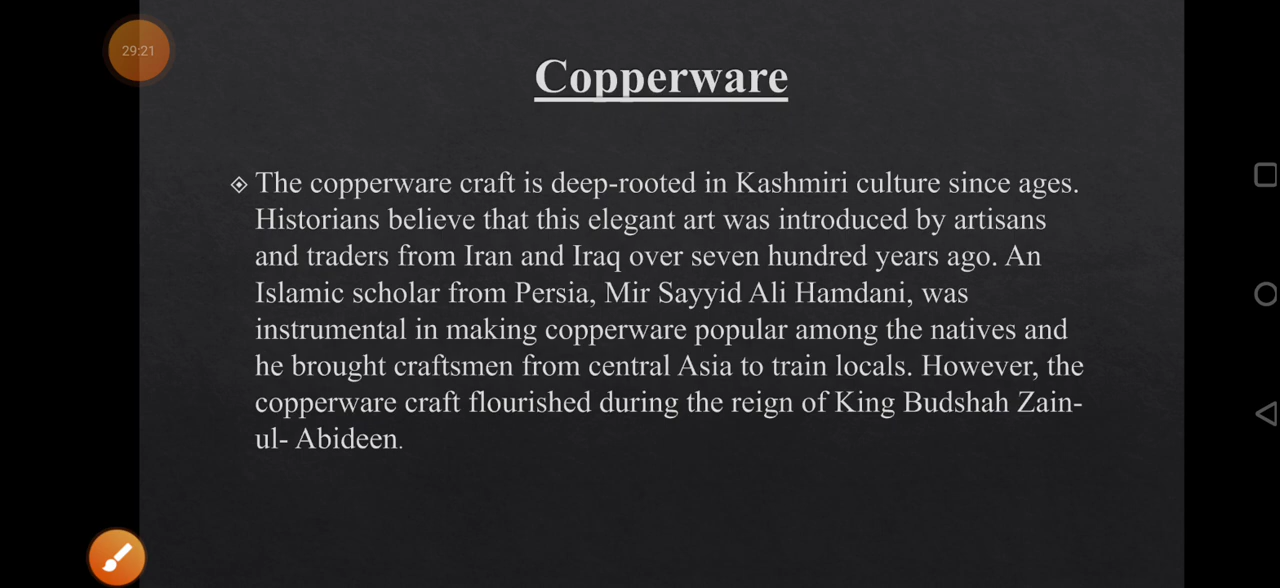 29:21
Copperware
The copperware craft is deep-rooted in Kashmiri culture since ages.
Historians believe that this elegant art was introduced by artisans
and traders from Iran and Iraq over seven hundred years ago. An
Islamic scholar from Persia, Mir Sayyid Ali Hamdani, was
instrumental in making copperware popular among the natives and
he brought craftsmen from central Asia to train locals. However, the
copperware craft flourished during the reign of King Budshah Zain-
ul- Abideen.